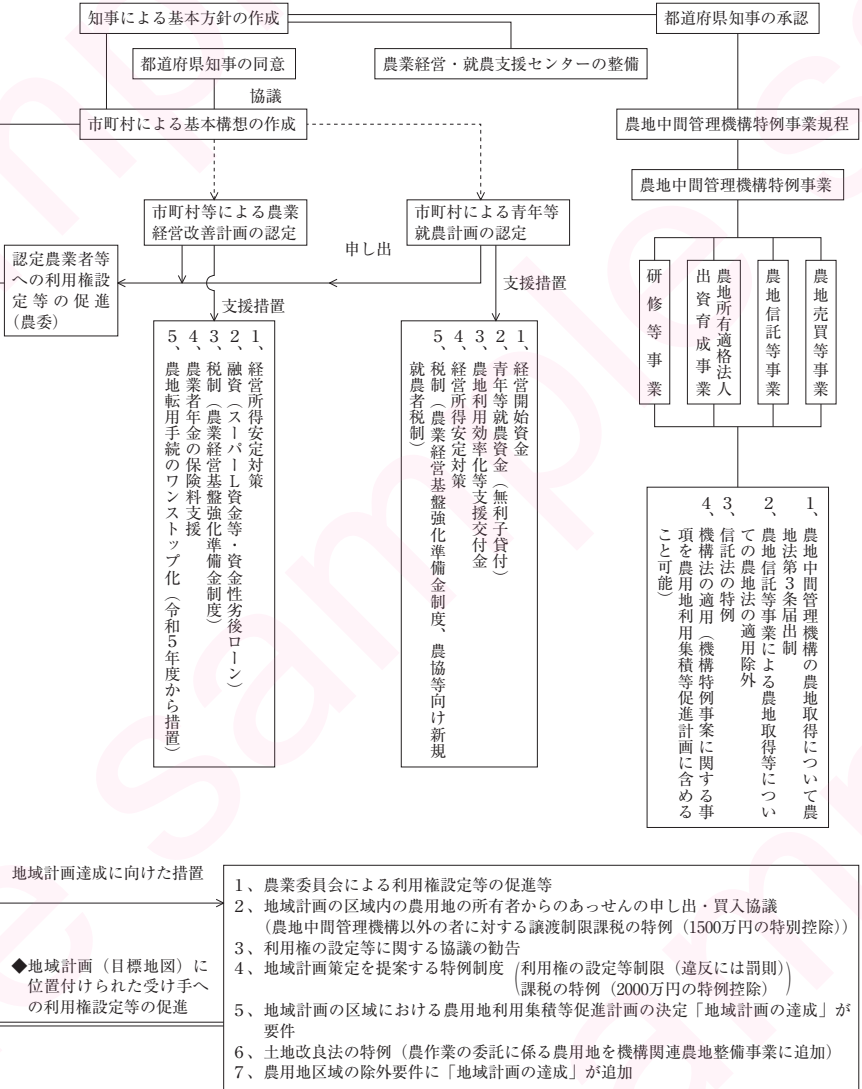 知事による基本方針の作成
都道府県知事の承認
都道府県知事の同意
農業経営・就農支援センターの整備
協議
市町村による基本構想の作成
農地中間管理機構特例事業規程
農地中間管理機構特例事業
市町村等による農業
経営改善計画の認定
市町村による青年等
就農計画の認定
申し出
認定農業者等
への利用権設
定等の促進
(農委)
支援措置
1、経営所得安定対策
2、融資(スーパーL資金等・資金性劣後ローン)
3、税制(農業経営基盤強化準備金制度)
4、農業者年金の保険料支援
5、農地転用手続のワンストップ化(令和5年度から措置)
支援措置
1、経営開始資金
2、青年等就農資金(無利子貸付)
3、農地利用効率化等支援交付金
4、経営所得安定対策
5、税制(農業経営基盤強化準備金制度、農協等向け新規
就農者税制)
農地売買等事業
農地信託等事業
農地所有適格法人
出資育成事業
研修等事業
1、農地中間管理機構の農地取得について農
地法第3条届出制
2、農地信託等事業による農地取得等につい
ての農地法の適用除外
3、信託法の特例
4、機構法の適用(機構特例事案に関する事
項を農用地利用集積等促進計画に含める
こと可能)
地域計画達成に向けた措置
◆地域計画(目標地図)に
位置付けられた受け手へ
の利用権設定等の促進
1、農業委員会による利用権設定等の促進等
2、地域計画の区域内の農用地の所有者からのあっせんの申し出・買入協議
(農地中間管理機構以外の者に対する譲渡制限課税の特例(1500万円の特別控除))
3、利用権の設定等に関する協議の勧告
4、地域計画策定を提案する特例制度(利用権の設定等制限(違反には罰則)
課税の特例(2000万円の特例控除))
5、地域計画の区域における農用地利用集積等促進計画の決定「地域計画の達成」が
要件
6、土地改良法の特例(農作業の委託に係る農用地を機構関連農地整備事業に追加)
7、農用地区域の除外要件に「地域計画の達成」が追加
sample
sample